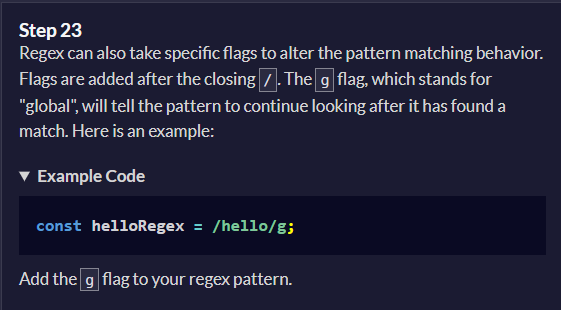 Step 23
Regex can also take specific flags to alter the pattern matching behavior.
Flags are added after the closing /. The g flag, which stands for
"global", will tell the pattern to continue looking after it has found a
match. Here is an example:
▼ Example Code
const helloRegex = /hello/g;
Add the g flag to your regex pattern.